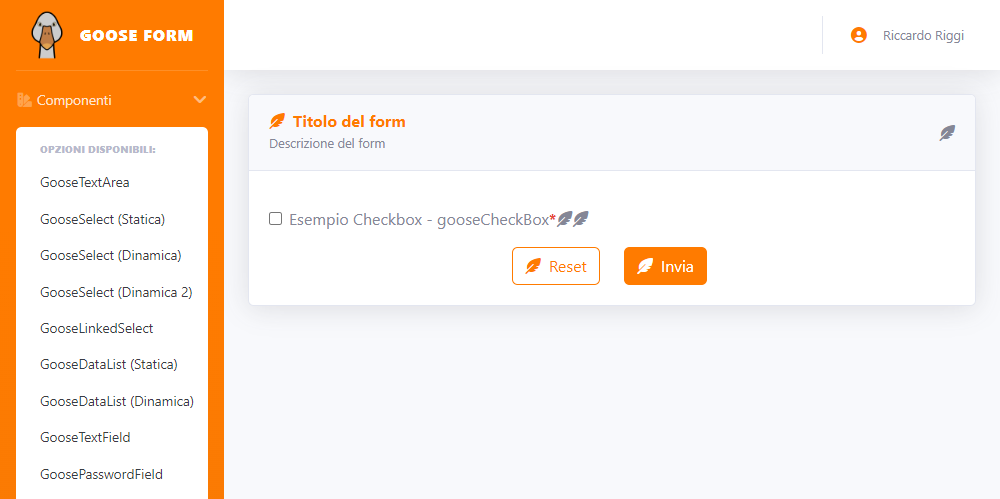 GOOSE FORM
Riccardo Riggi
Componenti
OPZIONI DISPONIBILI:
GooseTextArea
GooseSelect (Statica)
GooseSelect (Dinamica)
GooseSelect (Dinamica 2)
GooseLinkedSelect
GooseDataList (Statica)
GooseDataList (Dinamica)
GooseTextField
GoosePasswordField
Titolo del form
Descrizione del form
Esempio Checkbox - gooseCheckBox*
Reset
Invia